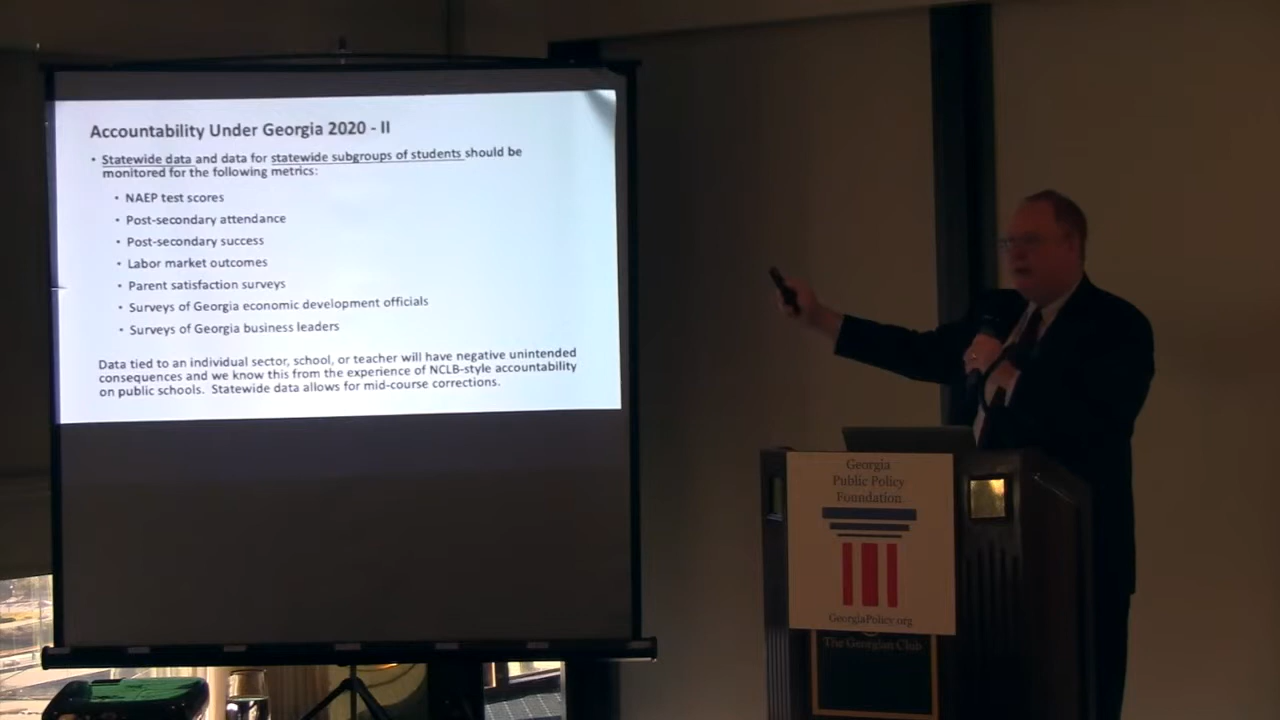 Accountability Under Georgia 2020 - II
• Statewide data and data for statewide subgroups of students should be
monitored for the following metrics:
• NAEP test scores
• Post-secondary attendance
• Post-secondary success
• Labor market outcomes
• Parent satisfaction surveys
• Surveys of Georgia economic development officials
• Surveys of Georgia business leaders
Data tied to an individual sector, school, or teacher will have negative unintended
consequences and we know this from the experience of NCLB-style accountability
on public schools. Statewide data allows for mid-course corrections.
Georgia
Public Policy
Foundation
GeorgiaPolicy.org
The Georgian Club